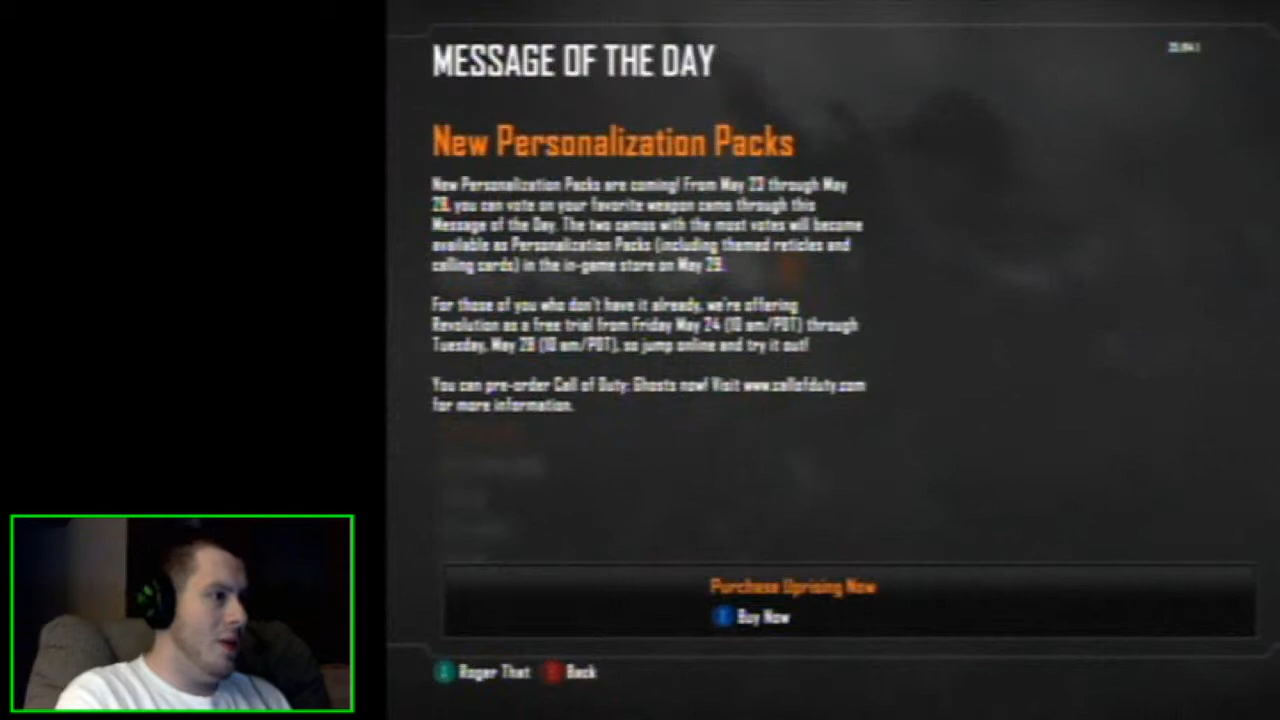 MESSAGE OF THE DAY
New Personalization Packs
New Personalization Packs are coming! From May 23 through May
28, you can vote on your favorite weapon camo through this
Message of the Day. The two camos with the most votes will become
available as Personalization Packs (including themed reticles and
calling cards) in the in-game store on May 29.
For those of you who don't have it already, we're offering
Revolution as a free trial from Friday May 24 (10 am/PDT) through
Tuesday, May 28 (10 am/PDT), so jump online and try it out!
You can pre-order Call of Duty: Ghosts now! Visit www.callofduty.com
for more information.
Purchase Uprising Now
Buy Now
Roger That
Back